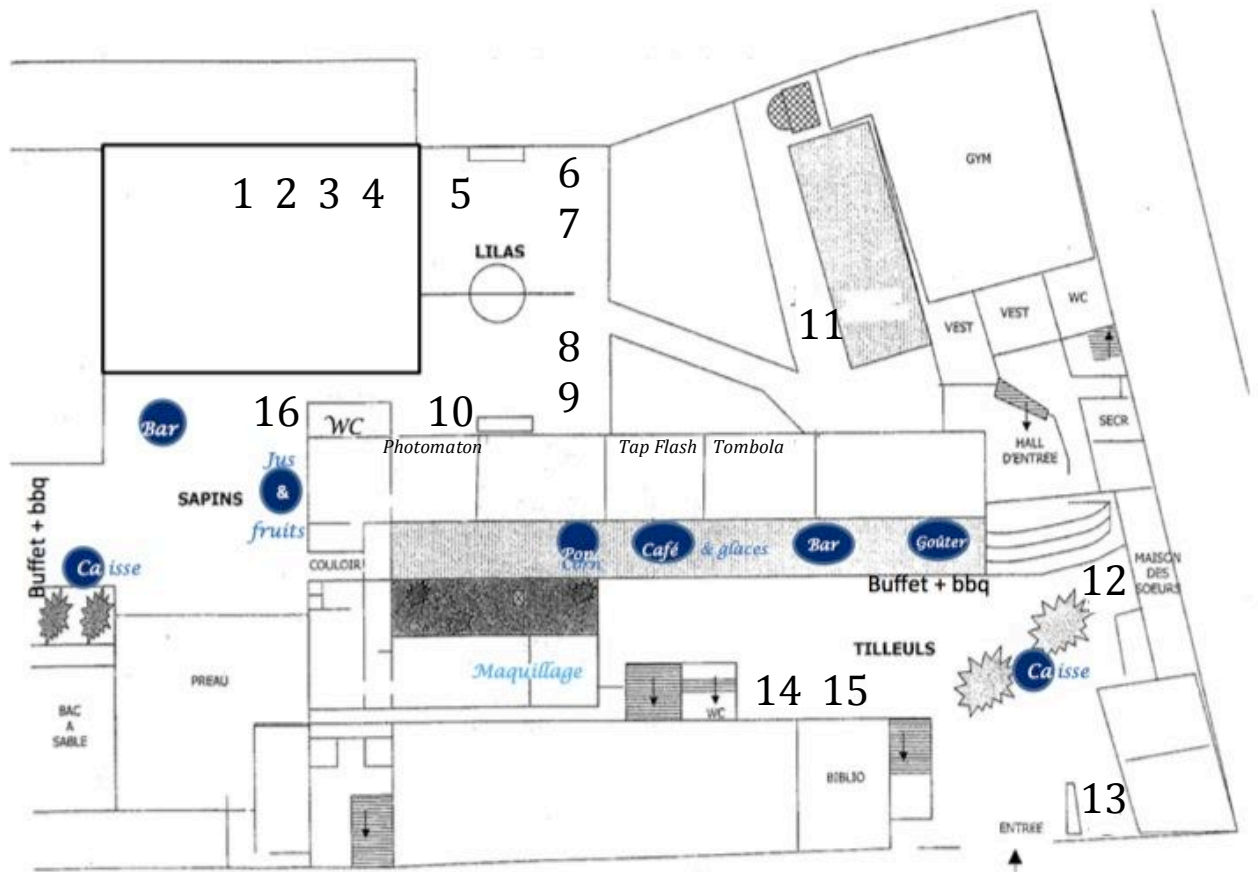 GYM
1 2 3 4
5
6
7
LILAS
WC
VEST
VEST
11
8
9
10
16
WC
Bar
SECR
HALL
D'ENTREE
Photomaton
Tap Flash
Tombola
Jus
&
fruits
SAPINS
Buffet + bbq
Caisse
COULOIR
Pop
Corn
Café & glaces
Bar
Goûter
Buffet + bbq
MAISON
DES
SOEURS
12
TILLEULS
Caisse
Maquillage
PREAU
BAC
A
SABLE
WC
14 15
BIBLIO
13
ENTREE